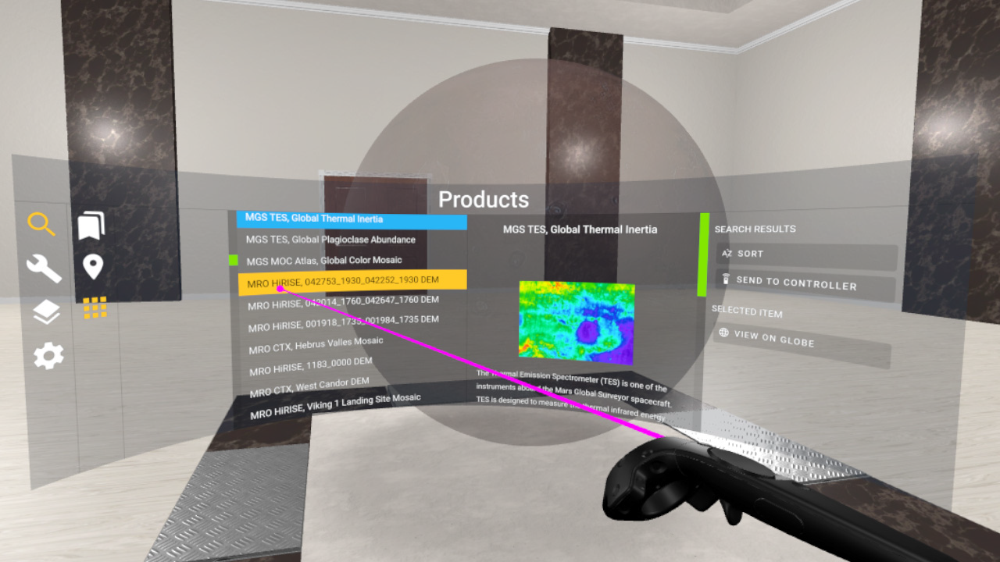 Products
MGS TES, Global Thermal Inertia
MGS TES, Global Plagioclase Abundance
MGS MOC Atlas, Global Color Mosaic
MRO HiRISE, 042753_1930_042252_1930 DEM
MRO HiRISE, 042014_1760_042647_1760 DEM
MRO HiRISE, 001918_1735_001984_1735 DEM
MRO CTX, Hebrus Valles Mosaic
MRO HiRISE, 1183_0000 DEM
MRO CTX, West Candor DEM
MRO HiRISE, Viking 1 Landing Site Mosaic
MGS TES, Global Thermal Inertia
The Thermal Emission Spectrometer (TES) is one of the
instruments aboard the Mars Global Surveyor spacecraft.
TES is designed to measure the thermal infrared energy
SEARCH RESULTS
AZ SORT
SEND TO CONTROLLER
SELECTED ITEM
VIEW ON GLOBE